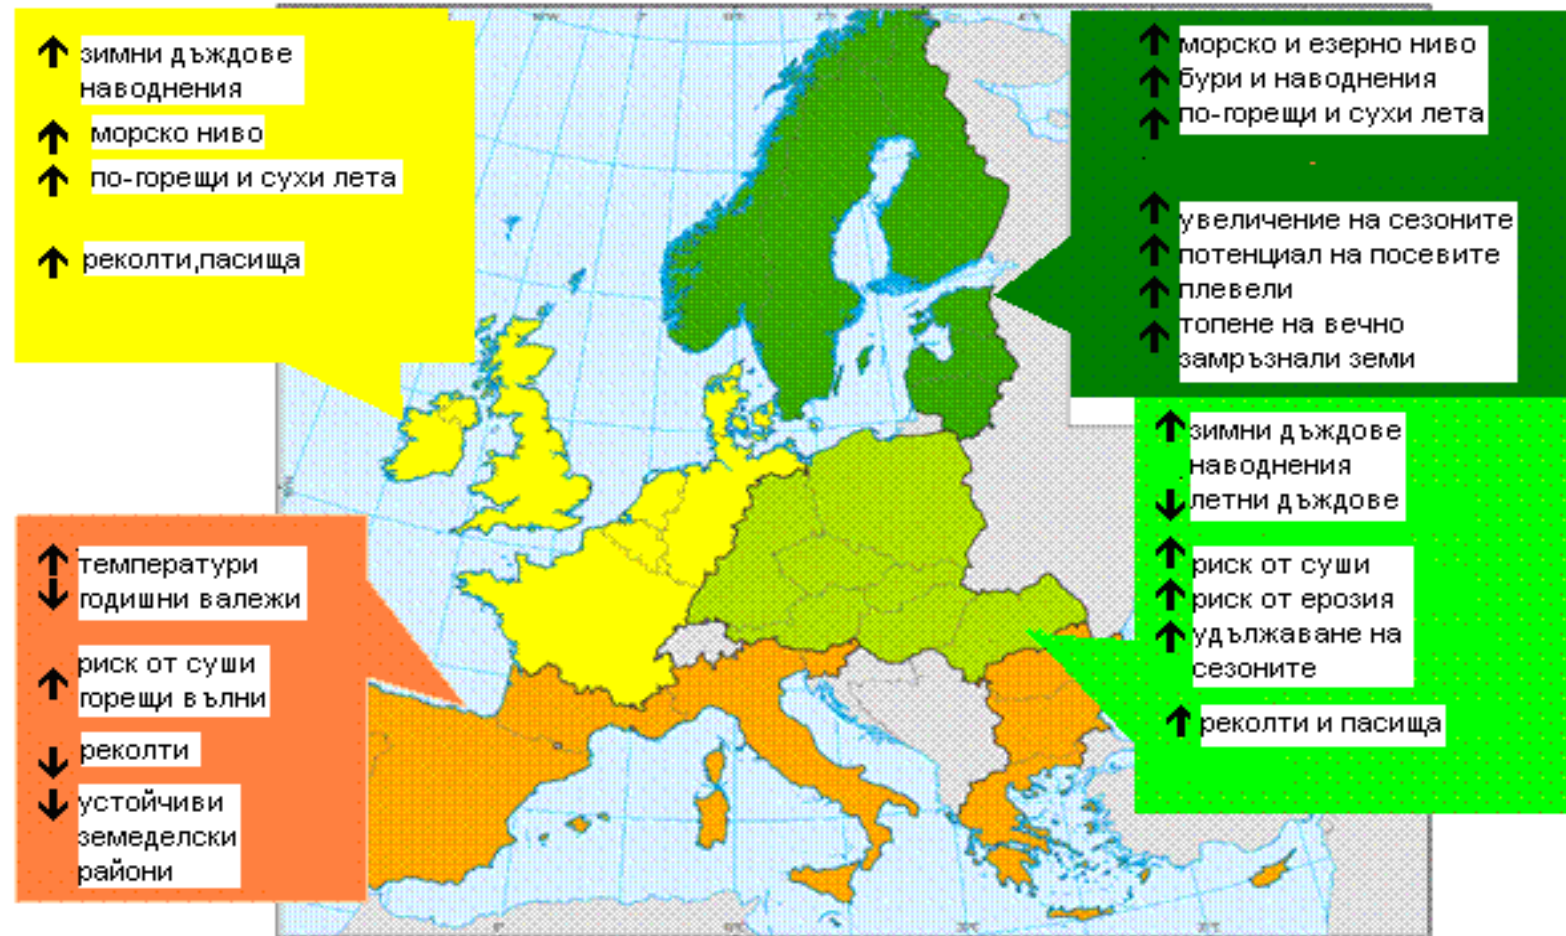 ↑ зимни дъждове
наводнения
↑ морско ниво
↑ по-горещи и сухи лета
↑ реколти,пасища
↑ морско и езерно ниво
↑ бури и наводнения
↑ по-горещи и сухи лета
↑ увеличение на сезоните
↑ потенциал на посевите
↑ плевели
↑ топене на вечно
замръзнали земи
↑ температури
↓ годишни валежи
↑ риск от суши
горещи вълни
↓ реколти
↓ устойчиви
земеделски
райони
↑ зимни дъждове
наводнения
↓ летни дъждове
↑ риск от суши
↑ риск от ерозия
↑ удължаване на
сезоните
↑ реколти и пасища